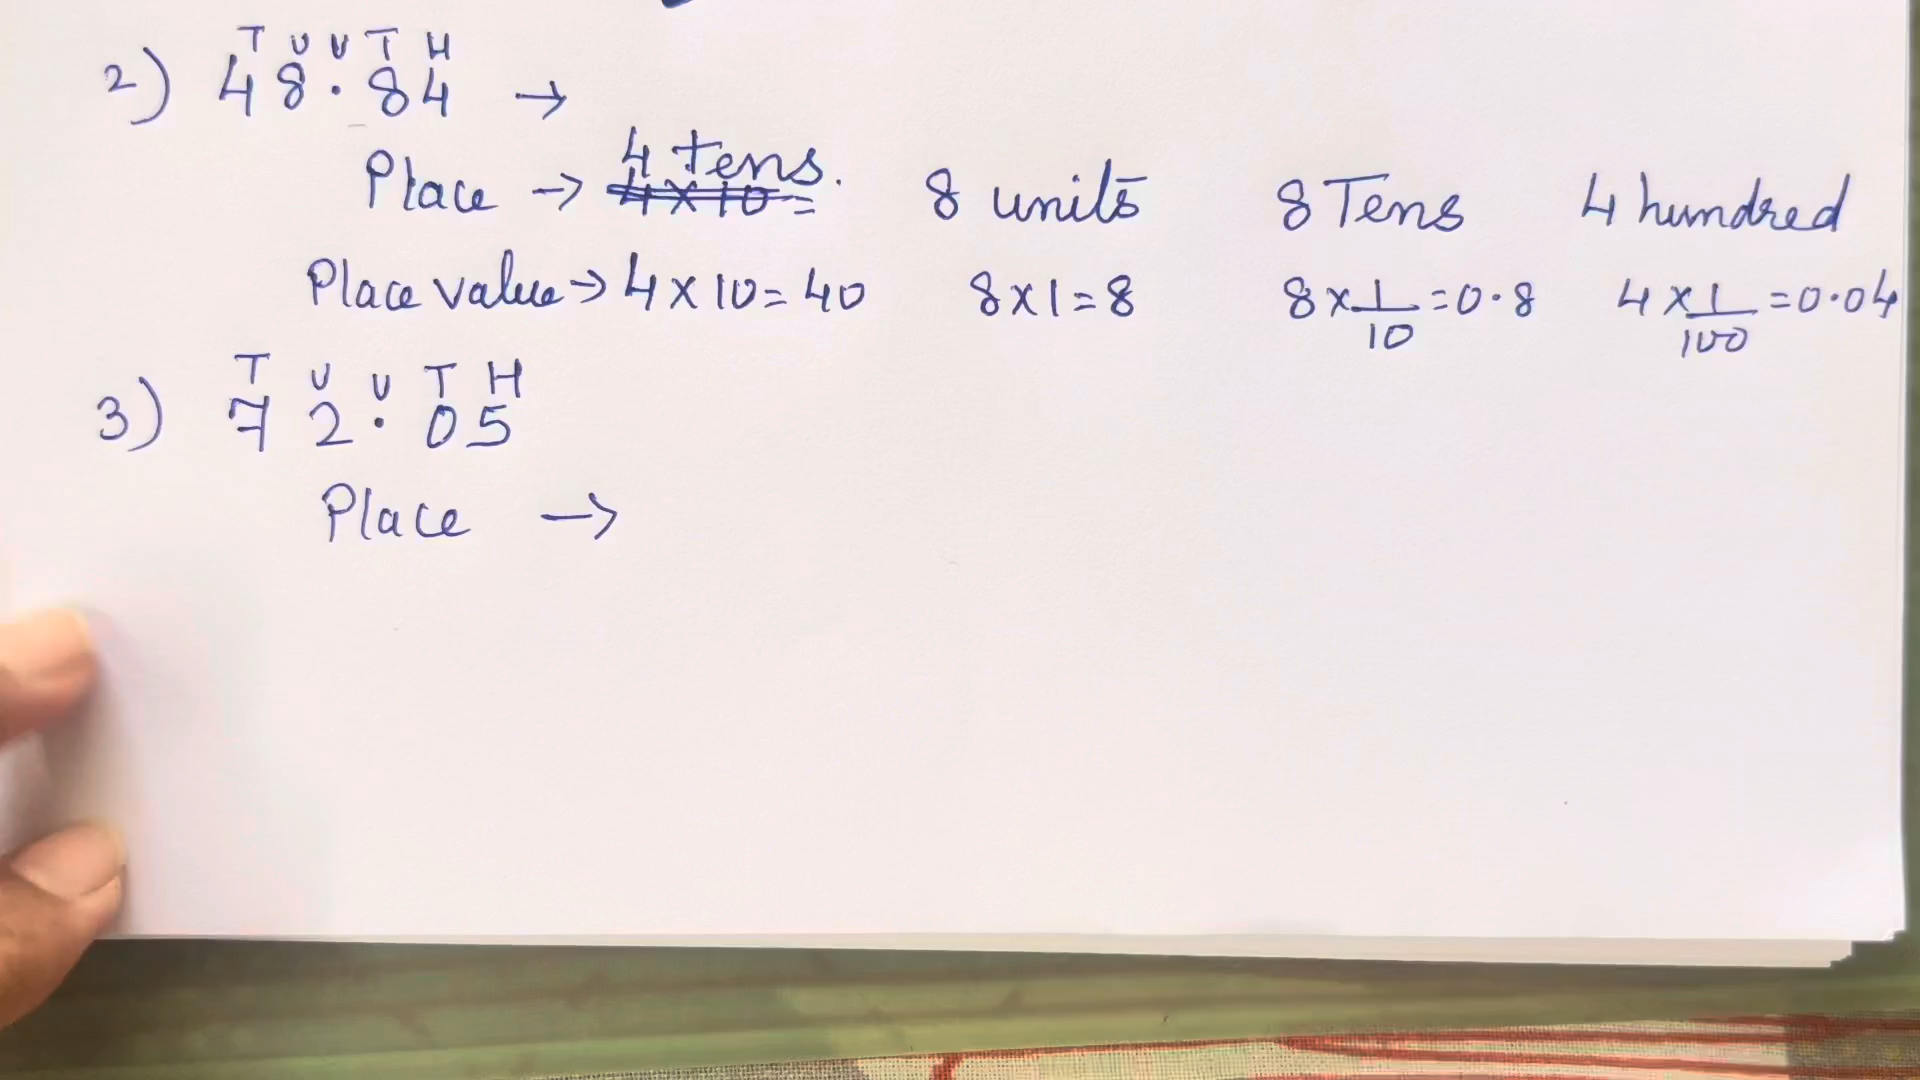 T U U T H
2) 48.84 →
Place → 4 tens. 8 units 8 Tens 4 hundred
4×10=
Place value → 4 × 10 = 40 8×1=8 8×1/10=0.8 4×1/100=0.04
T U U T H
3) 72.05
Place →